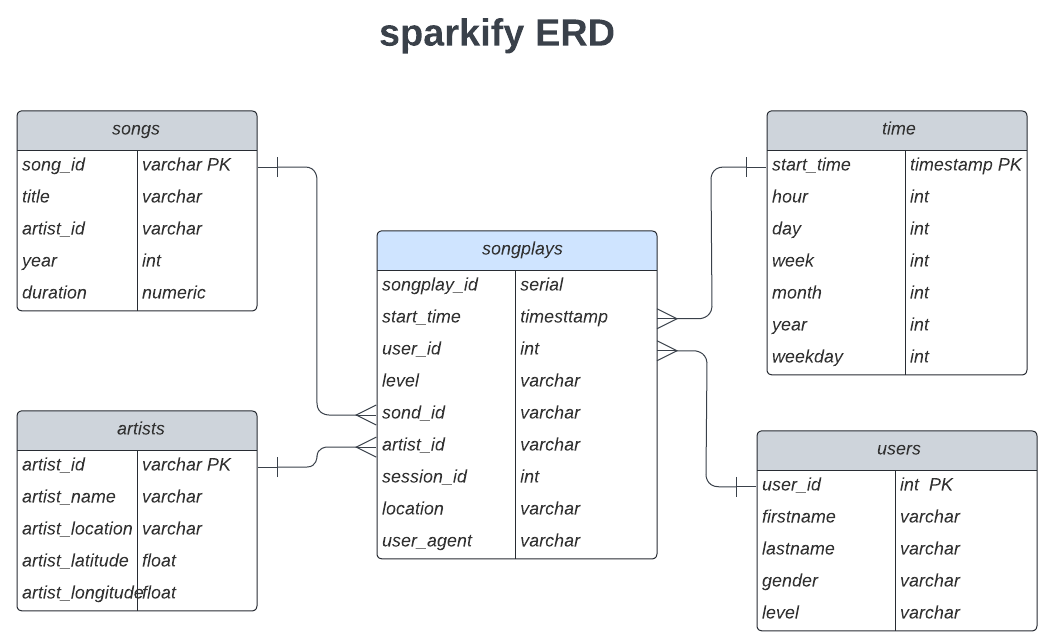 sparkify ERD
songs
song_id varchar PK
title varchar
artist_id varchar
year int
duration numeric
artists
artist_id varchar PK
artist_name varchar
artist_location varchar
artist_latitude float
artist_longitude float
songplays
songplay_id serial
start_time timesttamp
user_id int
level varchar
sond_id varchar
artist_id varchar
session_id int
location varchar
user_agent varchar
time
start_time timestamp PK
hour int
day int
week int
month int
year int
weekday int
users
user_id int PK
firstname varchar
lastname varchar
gender varchar
level varchar